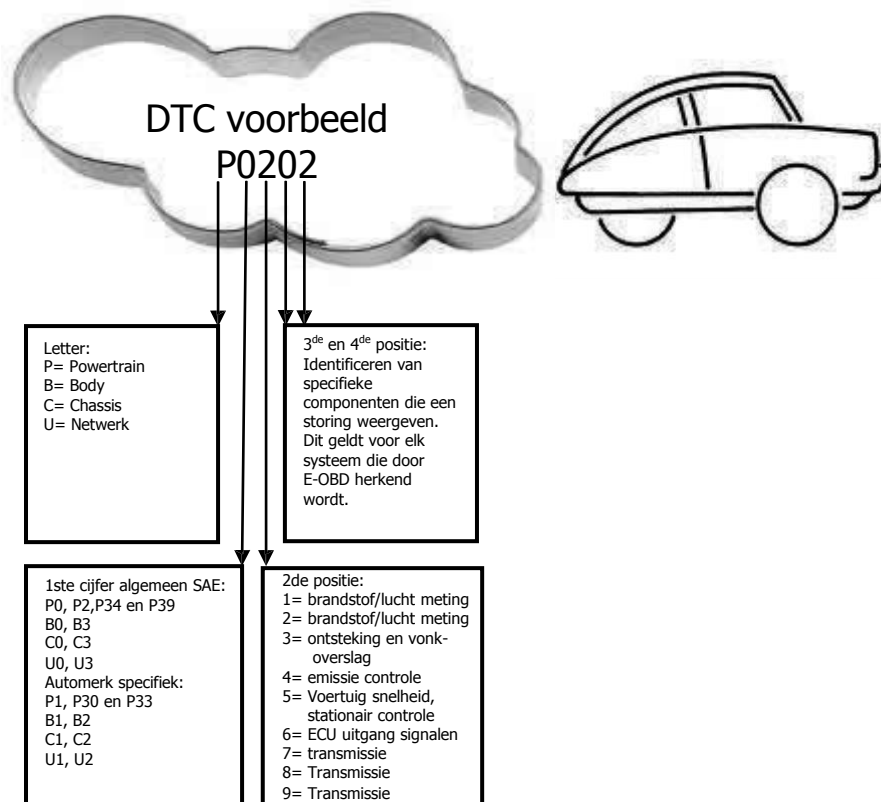 DTC voorbeeld
P0202
Letter:
P= Powertrain
B= Body
C= Chassis
U= Netwerk
3de en 4de positie:
Identificeren van
specifieke
componenten die een
storing weergeven.
Dit geldt voor elk
systeem die door
E-OBD herkend
wordt.
1ste cijfer algemeen SAE:
P0, P2,P34 en P39
B0, B3
C0, C3
U0, U3
Automerk specifiek:
P1, P30 en P33
B1, B2
C1, C2
U1, U2
2de positie:
1= brandstof/lucht meting
2= brandstof/lucht meting
3= ontsteking en vonk-
overslag
4= emissie controle
5= Voertuig snelheid,
stationair controle
6= ECU uitgang signalen
7= transmissie
8= Transmissie
9= Transmissie